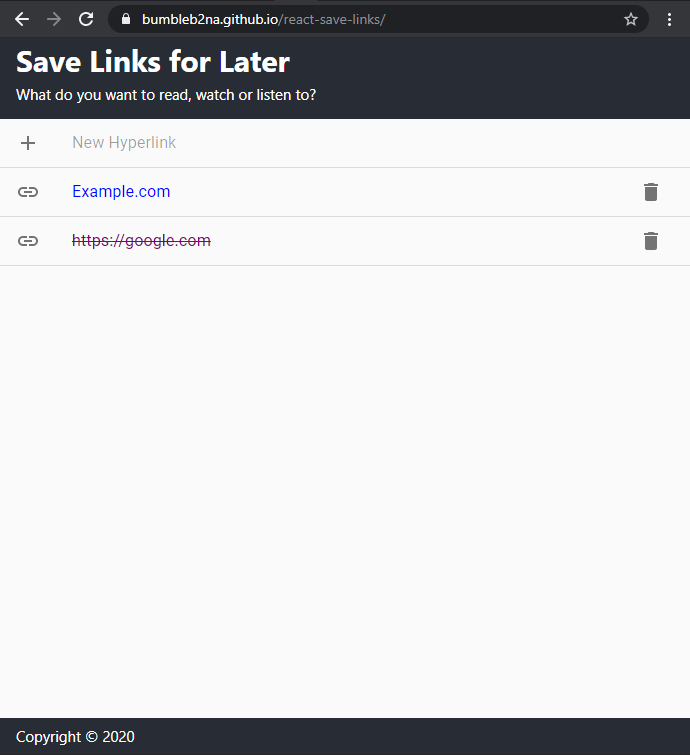 bumbleb2na.github.io/react-save-links/
Save Links for Later
What do you want to read, watch or listen to?
New Hyperlink
Example.com
https://google.com
Copyright © 2020